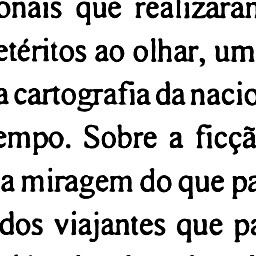 onais que realizaram
etéritos ao olhar, um
a cartografia da nacio
empo. Sobre a ficçã
a miragem do que pa
dos viajantes que pa